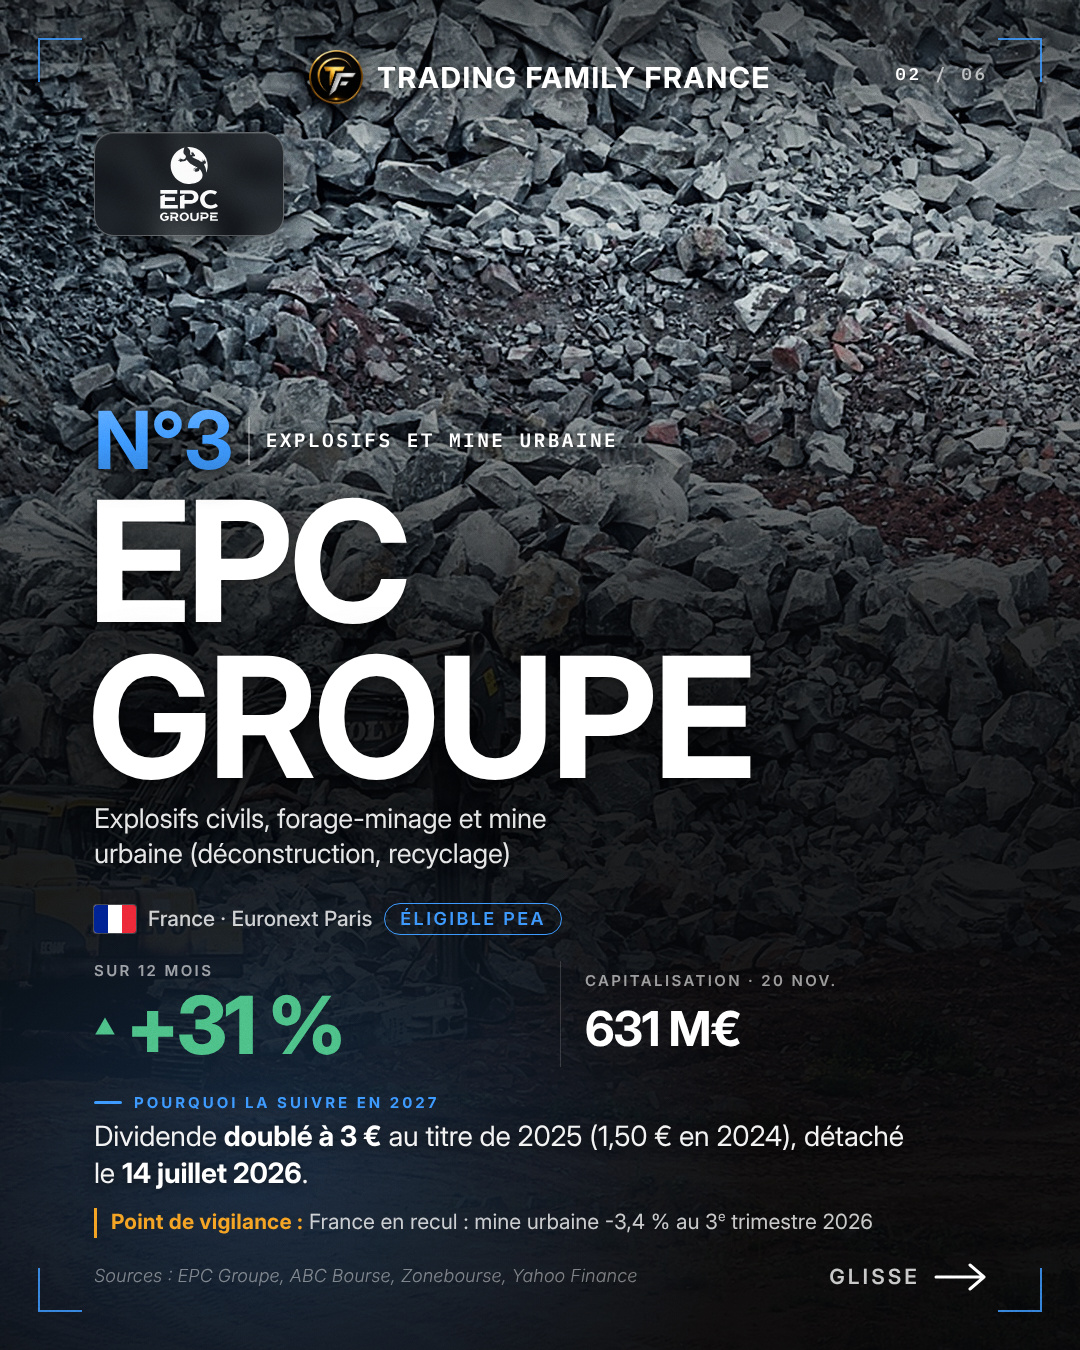 TF TRADING FAMILY FRANCE
02 / 06
EPC
GROUPE
N°3
EXPLOSIFS ET MINE URBAINE
EPC
GROUPE
Explosifs civils, forage-minage et mine
urbaine (déconstruction, recyclage)
France · Euronext Paris ÉLIGIBLE PEA
SUR 12 MOIS
▲ +31 %
CAPITALISATION · 20 NOV.
631 M€
POURQUOI LA SUIVRE EN 2027
Dividende doublé à 3 € au titre de 2025 (1,50 € en 2024), détaché
le 14 juillet 2026.
Point de vigilance : France en recul : mine urbaine -3,4 % au 3e trimestre 2026
Sources : EPC Groupe, ABC Bourse, Zonebourse, Yahoo Finance
GLISSE →